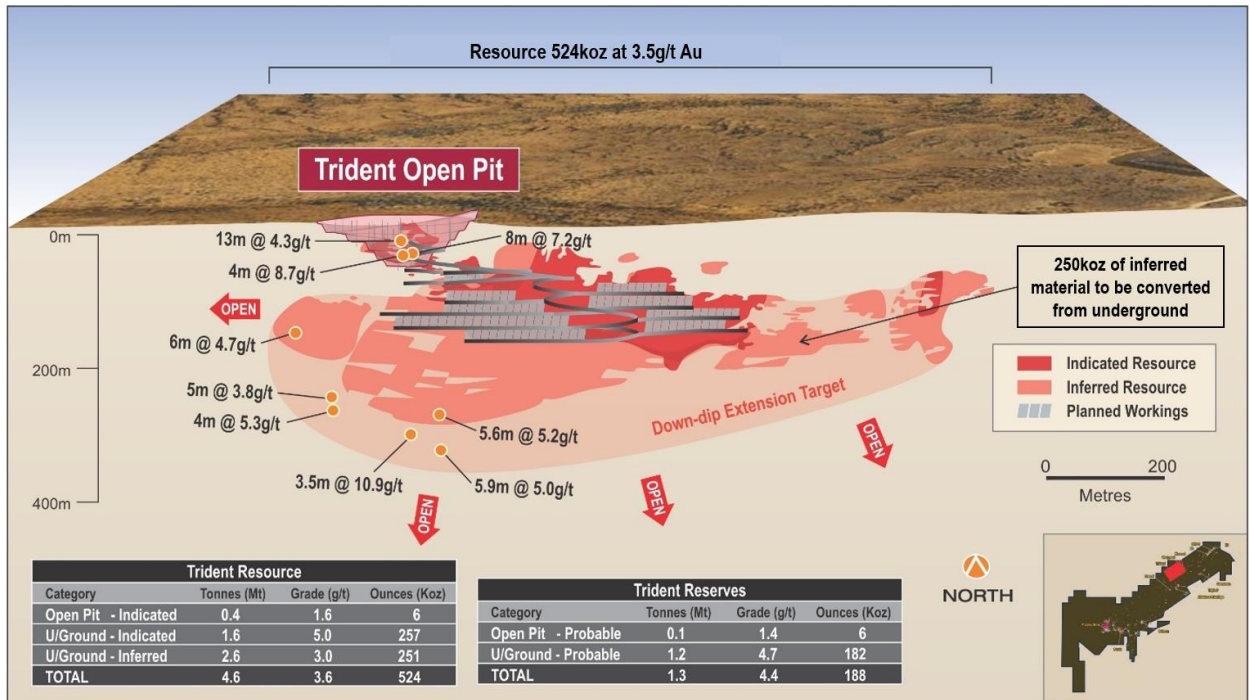 Resource 524koz at 3.5g/t Au
Trident Open Pit
0m
200m
400m
13m @ 4.3g/t
8m @ 7.2g/t
4m @ 8.7g/t
OPEN
6m @ 4.7g/t
5m @ 3.8g/t
4m @ 5.3g/t
5.6m @ 5.2g/t
3.5m @ 10.9g/t
5.9m @ 5.0g/t
Down-dip Extension Target
OPEN
OPEN
OPEN
250koz of inferred
material to be converted
from underground
Indicated Resource
Inferred Resource
Planned Workings
0 200
Metres
Trident Resource
Category Tonnes (Mt) Grade (g/t) Ounces (Koz)
Open Pit - Indicated 0.4 1.6 6
U/Ground - Indicated 1.6 5.0 257
U/Ground - Inferred 2.6 3.0 251
TOTAL 4.6 3.6 524
Trident Reserves
Category Tonnes (Mt) Grade (g/t) Ounces (Koz)
Open Pit - Probable 0.1 1.4 6
U/Ground - Probable 1.2 4.7 182
TOTAL 1.3 4.4 188
NORTH